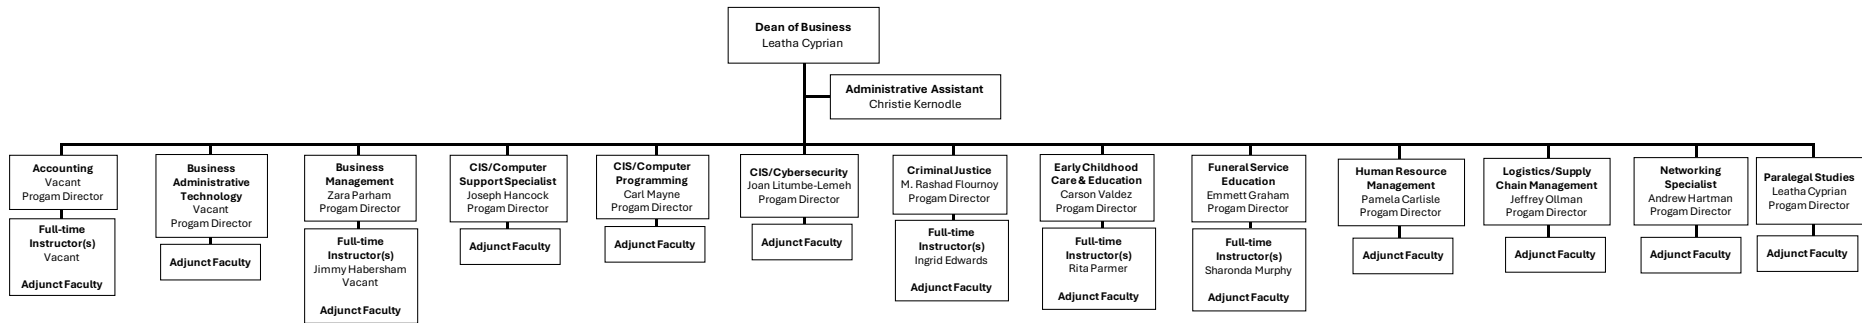 Dean of Business
Leatha Cyprian
Administrative Assistant
Christie Kernodle
Accounting
Vacant
Progam Director
Full-time
Instructor(s)
Vacant
Adjunct Faculty
Business
Administrative
Technology
Vacant
Progam Director
Adjunct Faculty
Business
Management
Zara Parham
Progam Director
Full-time
Instructor(s)
Jimmy Habersham
Vacant
Adjunct Faculty
CIS/Computer
Support Specialist
Joseph Hancock
Progam Director
Adjunct Faculty
CIS/Computer
Programming
Carl Mayne
Progam Director
Adjunct Faculty
CIS/Cybersecurity
Joan Litumbe-Lemeh
Progam Director
Adjunct Faculty
Criminal Justice
M. Rashad Flournoy
Progam Director
Full-time
Instructor(s)
Ingrid Edwards
Adjunct Faculty
Early Childhood
Care & Education
Carson Valdez
Progam Director
Full-time
Instructor(s)
Rita Parmer
Adjunct Faculty
Funeral Service
Education
Emmett Graham
Progam Director
Full-time
Instructor(s)
Sharonda Murphy
Adjunct Faculty
Human Resource
Management
Pamela Carlisle
Progam Director
Adjunct Faculty
Logistics/Supply
Chain Management
Jeffrey Ollman
Progam Director
Adjunct Faculty
Networking
Specialist
Andrew Hartman
Progam Director
Adjunct Faculty
Paralegal Studies
Leatha Cyprian
Progam Director
Adjunct Faculty